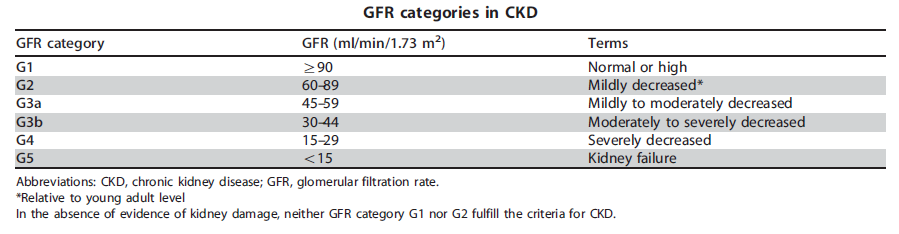 GFR categories in CKD
GFR category GFR (ml/min/1.73 m²) Terms
G1 ≥90 Normal or high
G2 60–89 Mildly decreased*
G3a 45–59 Mildly to moderately decreased
G3b 30–44 Moderately to severely decreased
G4 15–29 Severely decreased
G5 <15 Kidney failure
Abbreviations: CKD, chronic kidney disease; GFR, glomerular filtration rate.
*Relative to young adult level
In the absence of evidence of kidney damage, neither GFR category G1 nor G2 fulfill the criteria for CKD.